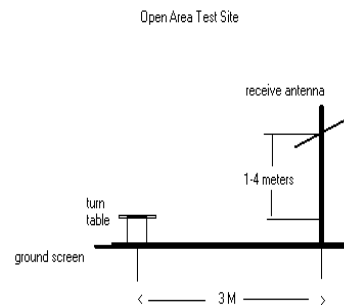 Open Area Test Site
receive antenna
1-4 meters
turn
table
ground screen
3 M